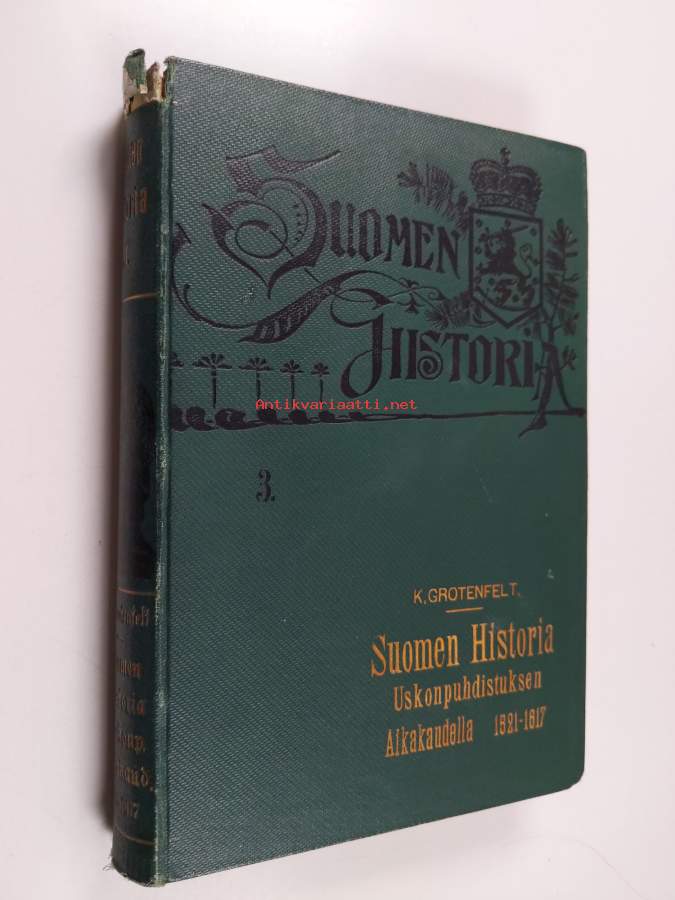 SUOMEN
HISTORIA
Antikvariaatti.net
3.
K. GROTENFELT.
Suomen Historia
Uskonpuhdistuksen
Aikakaudella 1521-1617